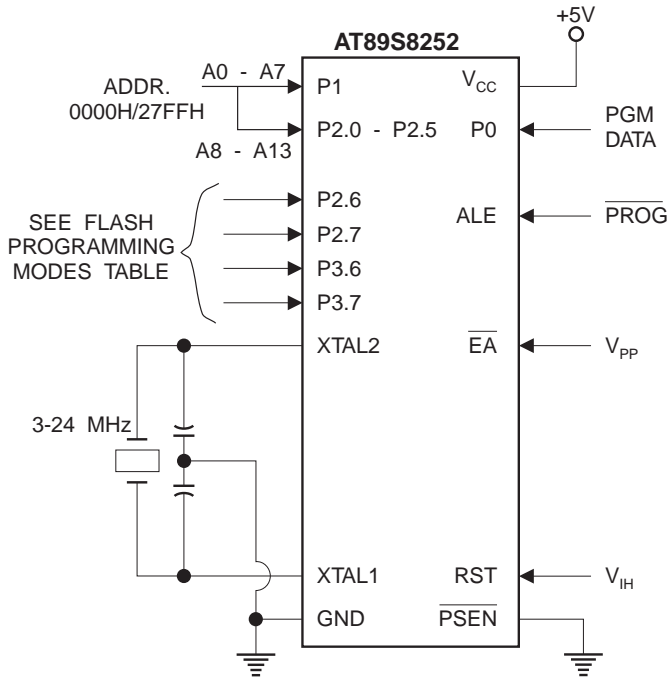 +5V
AT89S8252
A0 - A7
ADDR.
0000H/27FFH
P1
VCC
P2.0 - P2.5
P0
PGM
DATA
A8 - A13
SEE FLASH
PROGRAMMING
MODES TABLE
P2.6
P2.7
P3.6
P3.7
ALE
PROG
XTAL2
EA
VPP
3-24 MHz
XTAL1
RST
VIH
GND
PSEN